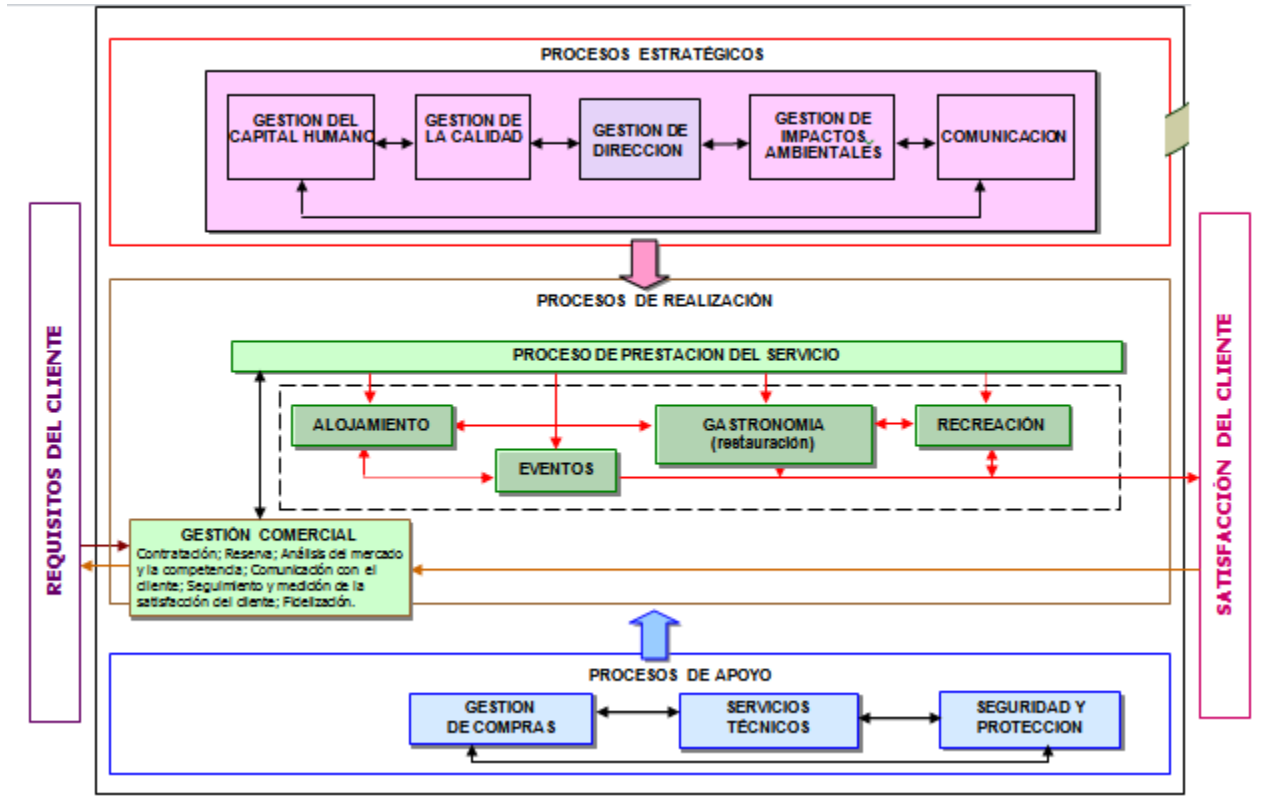 PROCESOS ESTRATÉGICOS
GESTION DEL
CAPITAL HUMANO
GESTION DE
LA CALIDAD
GESTION DE
DIRECCION
GESTION DE
IMPACTOS
AMBIENTALES
COMUNICACION
REQUISITOS DEL CLIENTE
PROCESOS DE REALIZACIÓN
PROCESO DE PRESTACION DEL SERVICIO
ALOJAMIENTO
EVENTOS
GASTRONOMIA
(restauración)
RECREACIÓN
GESTIÓN COMERCIAL
Contratación; Reserva; Análisis del mercado
y la competencia; Comunicación con el
cliente; Seguimiento y medición de la
satisfacción del cliente; Fidelización.
SATISFACCIÓN DEL CLIENTE
PROCESOS DE APOYO
GESTION
DE COMPRAS
SERVICIOS
TÉCNICOS
SEGURIDAD Y
PROTECCION